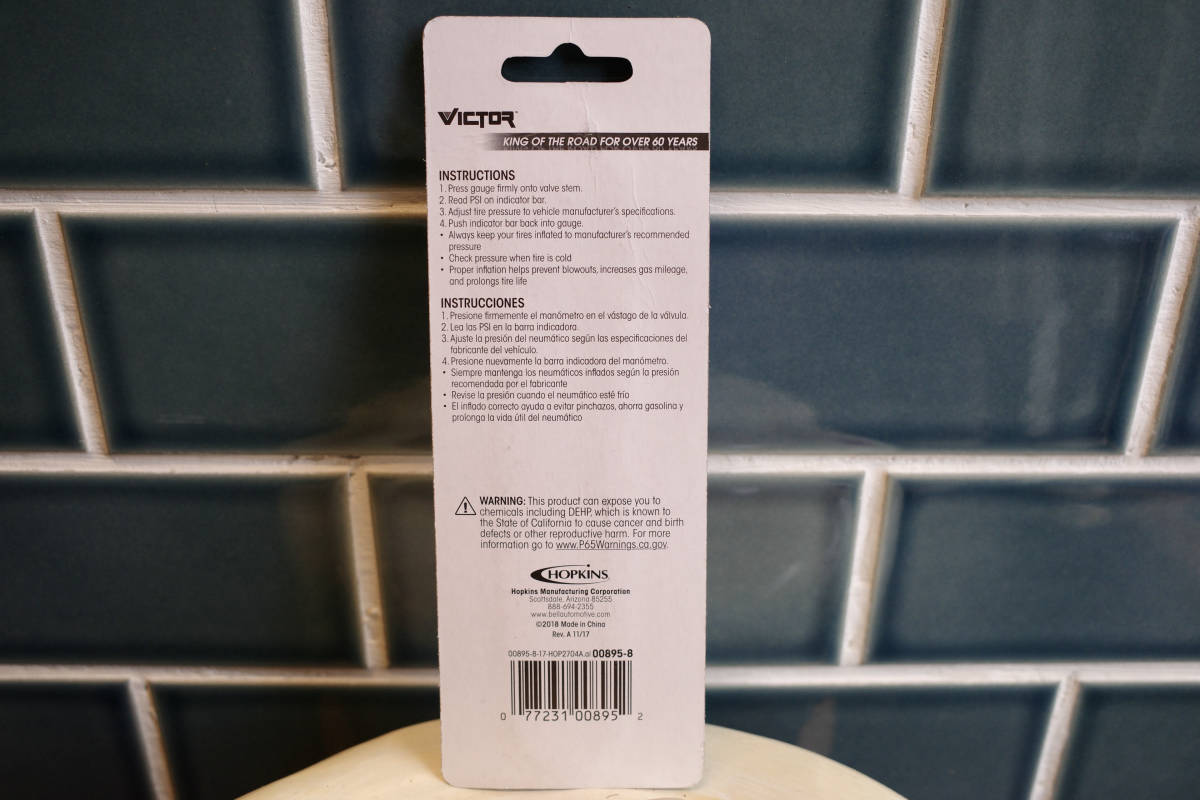 VICTOR™
KING OF THE ROAD FOR OVER 60 YEARS
INSTRUCTIONS
1. Press gauge firmly onto valve stem.
2. Read PSI on indicator bar.
3. Adjust tire pressure to vehicle manufacturer's specifications.
4. Push indicator bar back into gauge.
• Always keep your tires inflated to manufacturer's recommended
pressure
• Check pressure when tire is cold
• Proper inflation helps prevent blowouts, increases gas mileage,
and prolongs tire life
INSTRUCCIONES
1. Presione firmemente el manómetro en el vástago de la válvula.
2. Lea las PSI en la barra indicadora.
3. Ajuste la presión del neumático según las especificaciones del
fabricante del vehículo.
4. Presione nuevamente la barra indicadora del manómetro.
• Siempre mantenga los neumáticos inflados según la presión
recomendada por el fabricante
• Revise la presión cuando el neumático esté frío
• El inflado correcto ayuda a evitar pinchazos, ahorra gasolina y
prolonga la vida útil del neumático
WARNING: This product can expose you to
chemicals including DEHP, which is known to
the State of California to cause cancer and birth
defects or other reproductive harm. For more
information go to www.P65Warnings.ca.gov.
HOPKINS
Hopkins Manufacturing Corporation
Scottsdale, Arizona 85255
888-694-2355
www.bellautomotive.com
©2018 Made in China
Rev. A 11/17
00895-8-17-HOP2704A.ai 00895-8
0 77231 00895 2